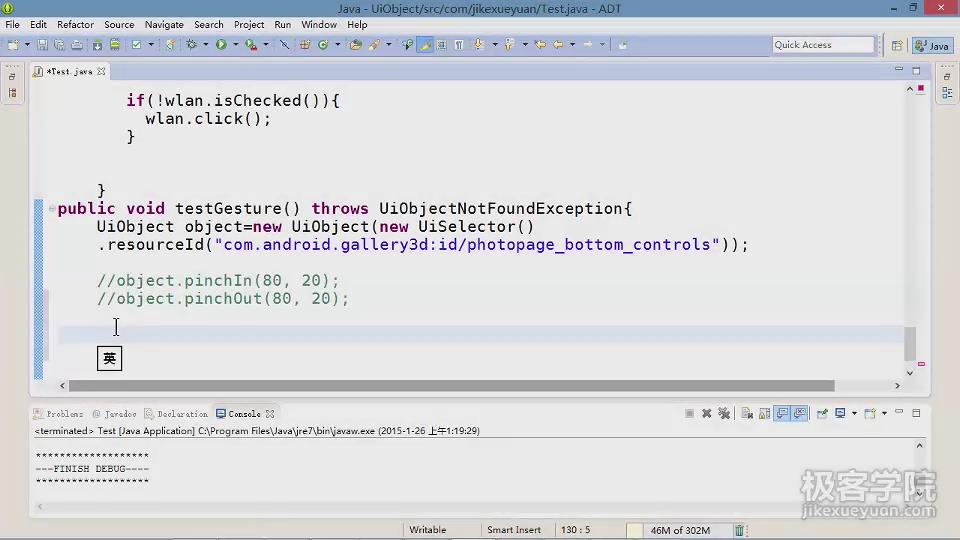 Java - UiObject/src/com/jikexueyuan/Test.java - ADT
File Edit Refactor Source Navigate Search Project Run Window Help
Quick Access
Java
*Test.java
if(!wlan.isChecked()){
wlan.click();
}
}
public void testGesture() throws UiObjectNotFoundException{
UiObject object=new UiObject(new UiSelector()
.resourceId("com.android.gallery3d:id/photopage_bottom_controls"));
//object.pinchIn(80, 20);
//object.pinchOut(80, 20);
英
Problems @ Javadoc Declaration Console
<terminated> Test [Java Application] C:\Program Files\Java\jre7\bin\javaw.exe (2015-1-26 上午1:19:29)
*******************
---FINISH DEBUG----
*******************
极客学院
jikexueyuan.com
Writable Smart Insert 130 : 5 46M of 302M